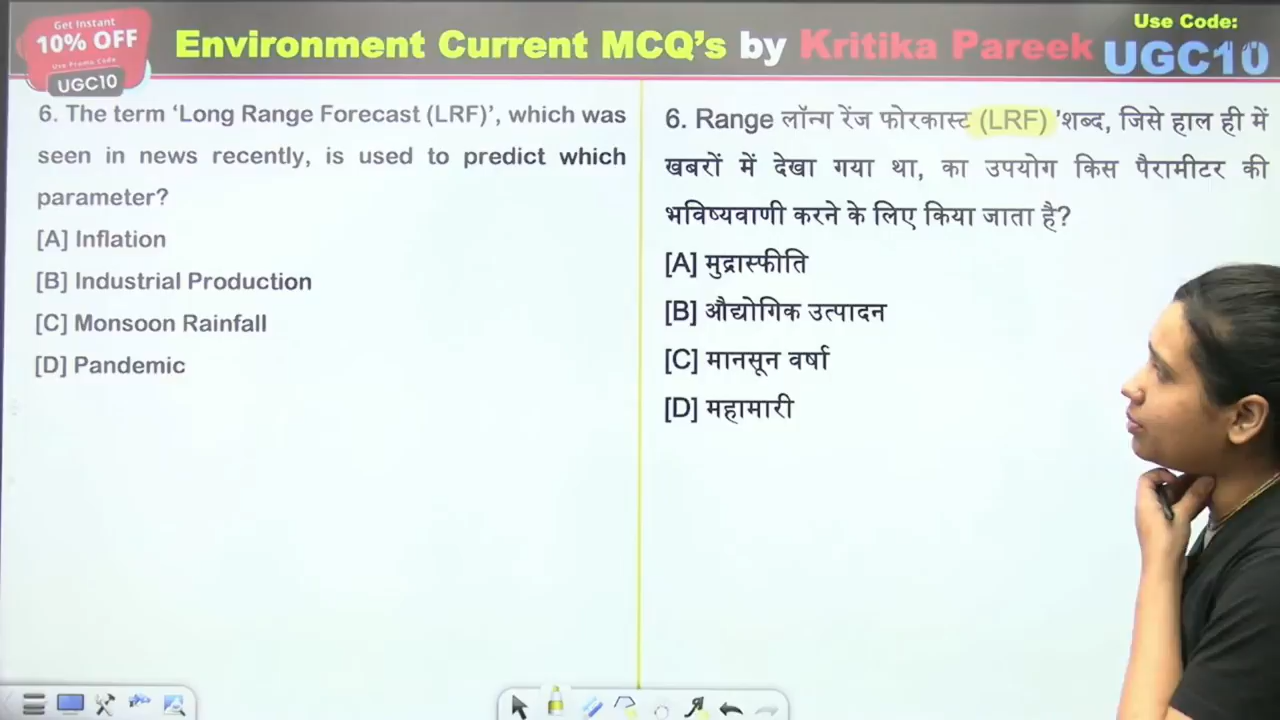 Get Instant
10% OFF
Use Promo Code
UGC10
Environment Current MCQ's by Kritika Pareek
Use Code:
UGC10
6. The term ‘Long Range Forecast (LRF)’, which was
seen in news recently, is used to predict which
parameter?
[A] Inflation
[B] Industrial Production
[C] Monsoon Rainfall
[D] Pandemic
6. Range लॉन्ग रेंज फोरकास्ट (LRF) 'शब्द, जिसे हाल ही में
खबरों में देखा गया था, का उपयोग किस पैरामीटर की
भविष्यवाणी करने के लिए किया जाता है?
[A] मुद्रास्फीति
[B] औद्योगिक उत्पादन
[C] मानसून वर्षा
[D] महामारी